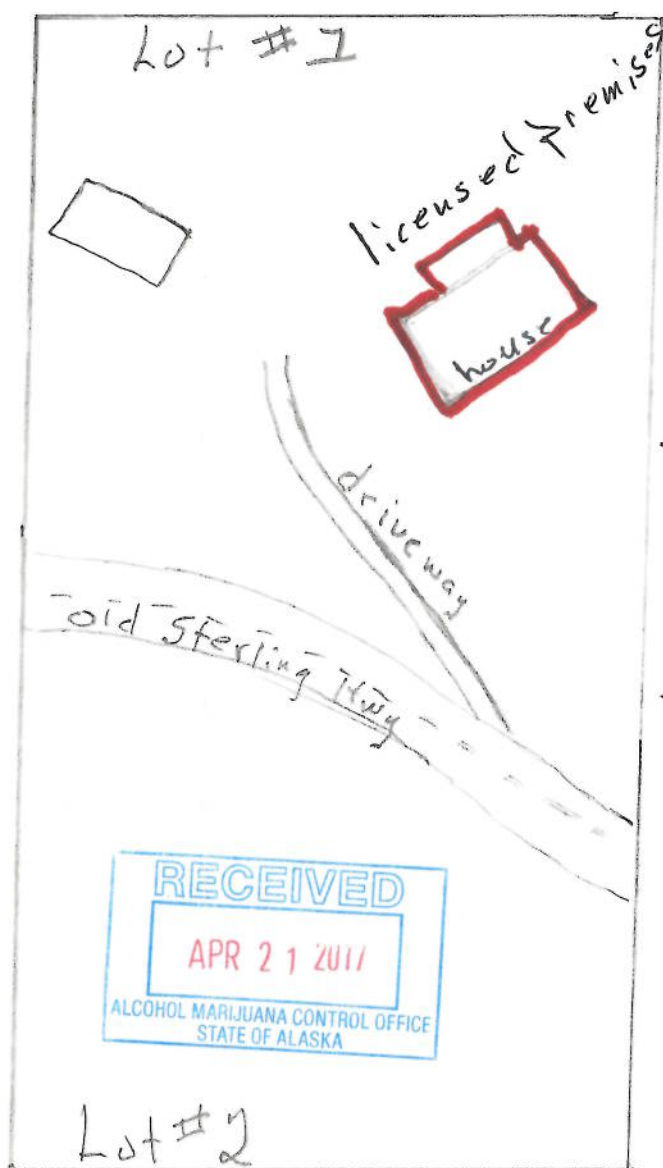 Lot #1
licensed premises
house
driveway
old Sterling Hwy
RECEIVED
APR 21 2017
ALCOHOL MARIJUANA CONTROL OFFICE
STATE OF ALASKA
Lot #2